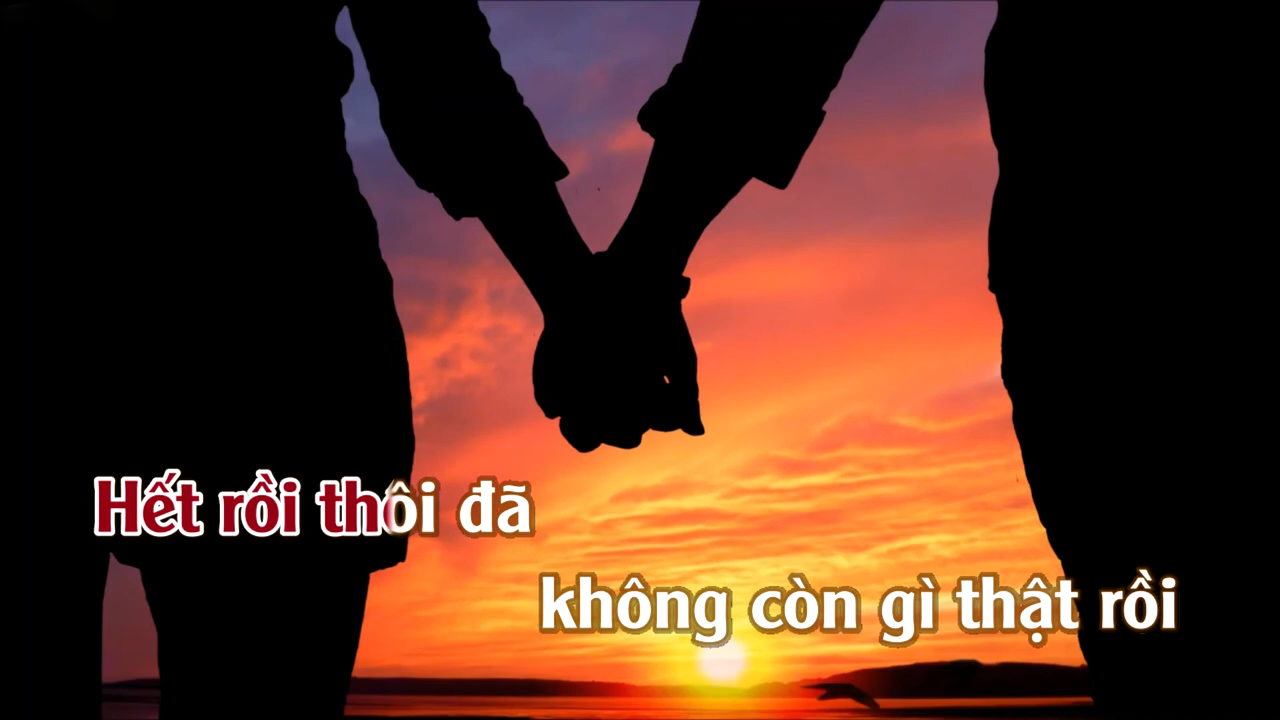 Hết rồi thôi đã
không còn gì thật rồi